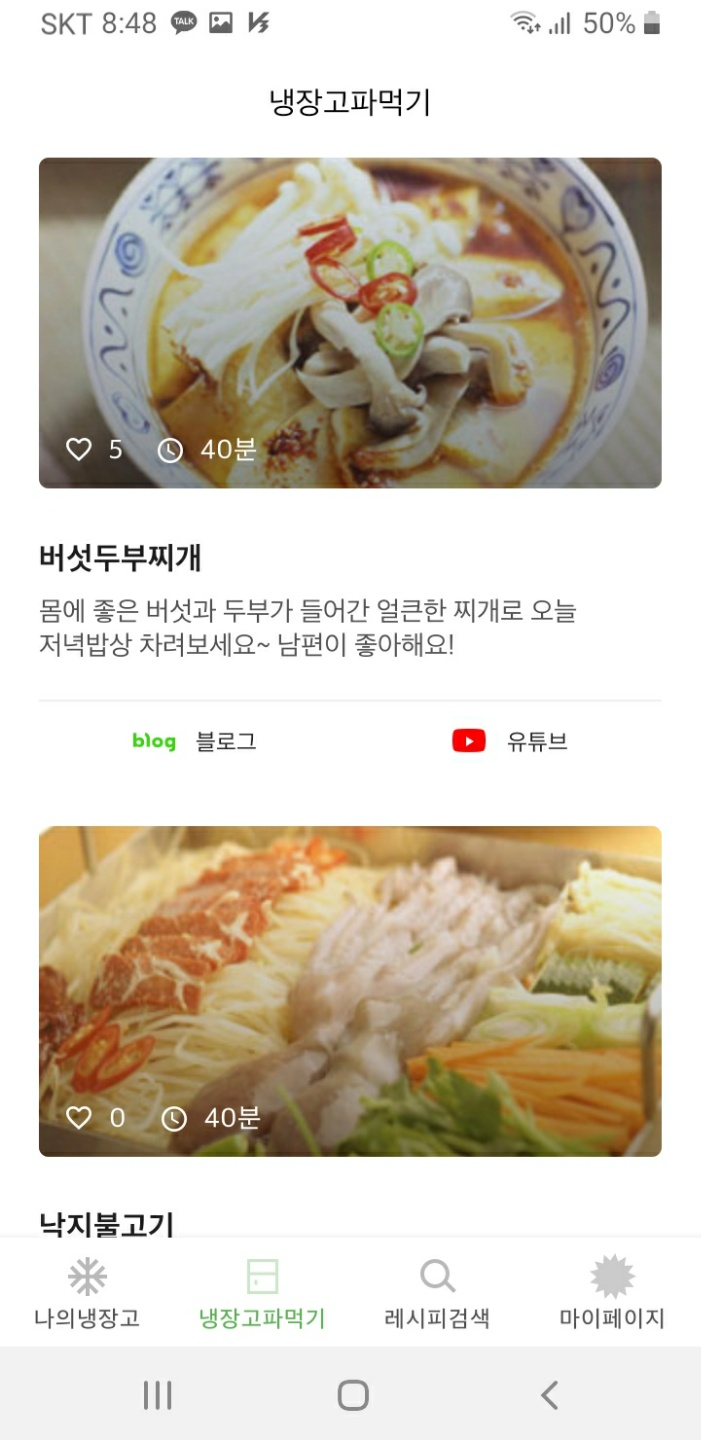 SKT 8:48 TALK 50%
냉장고파먹기
5 40분
버섯두부찌개
몸에 좋은 버섯과 두부가 들어간 얼큰한 찌개로 오늘
저녁밥상 차려보세요~ 남편이 좋아해요!
blog 블로그 유튜브
0 40분
낙지불고기
나의냉장고 냉장고파먹기 레시피검색 마이페이지